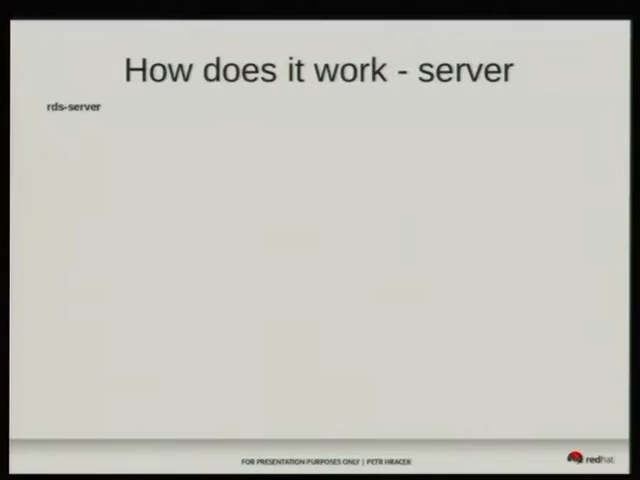 How does it work - server
rds-server
FOR PRESENTATION PURPOSES ONLY | PETR HRACEK
redhat.